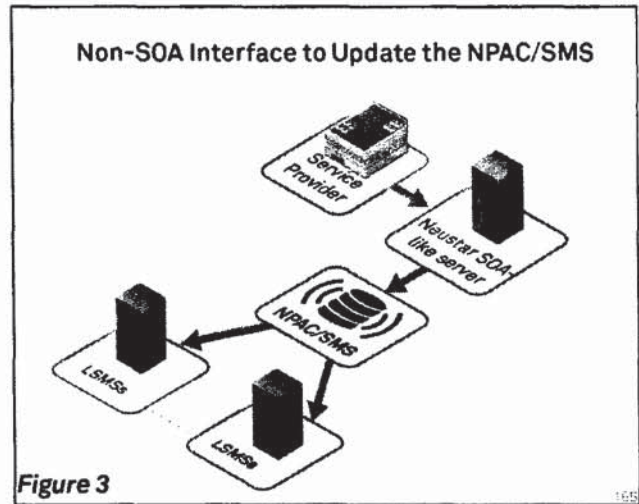 Non-SOA Interface to Update the NPAC/SMS
Service
Provider
Neustar SOA-
like server
NPAC/SMS
LSMSs
LSMSs
Figure 3